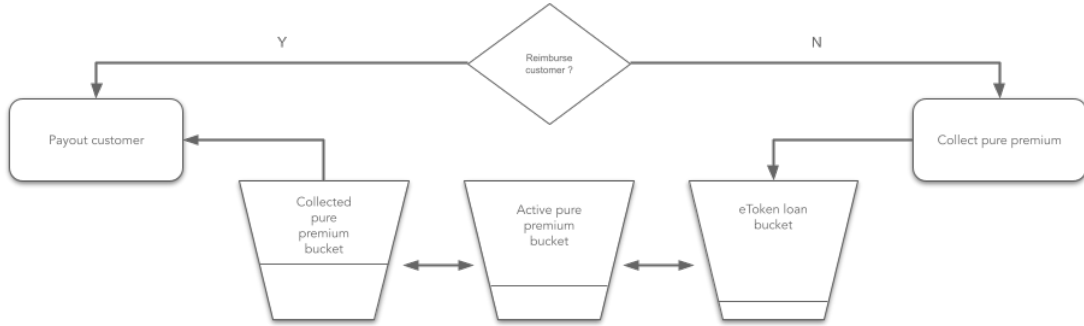 Y
N
Reimburse
customer ?
Payout customer
Collect pure premium
Collected
pure
premium
bucket
Active pure
premium
bucket
eToken loan
bucket